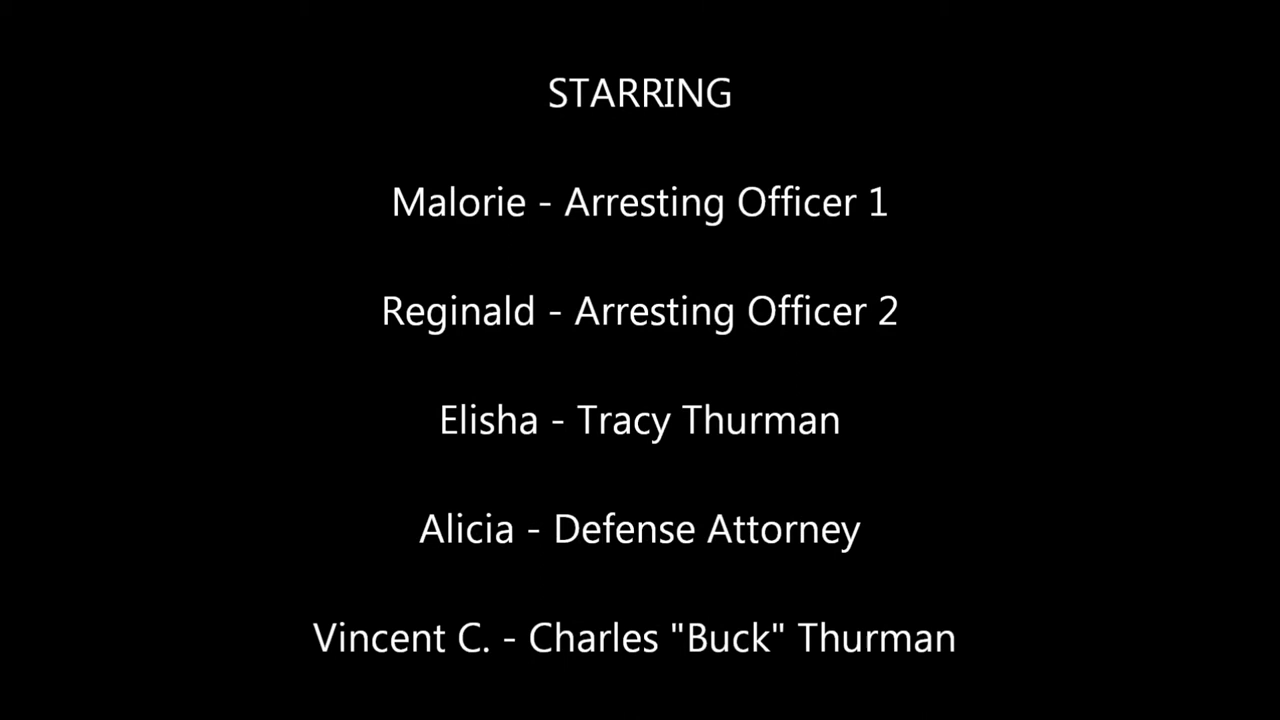 STARRING
Malorie - Arresting Officer 1
Reginald - Arresting Officer 2
Elisha - Tracy Thurman
Alicia - Defense Attorney
Vincent C. - Charles "Buck" Thurman